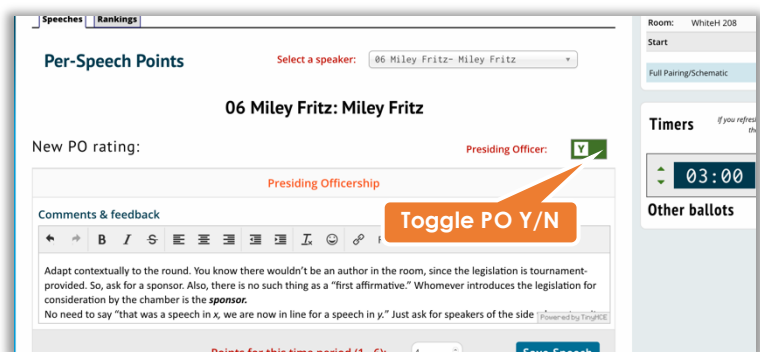 Speeches Rankings
Room: WhiteH 208
Start
Per-Speech Points
Select a speaker: 06 Miley Fritz- Miley Fritz
Full Pairing/Schematic
06 Miley Fritz: Miley Fritz
Timers
If you
New PO rating:
Presiding Officer: Y
03:00
Presiding Officership
Other ballots
Comments & feedback
Toggle PO Y/N
B I S
Adapt contextually to the round. You know there wouldn't be an author in the room, since the legislation is tournament-
provided. So, ask for a sponsor. Also, there is no such thing as a "first affirmative." Whomever introduces the legislation for
consideration by the chamber is the sponsor.
No need to say "that was a speech in x, we are now in line for a speech in y." Just ask for speakers of the side
Powered by TinyMCE
Points for this time period (1 - 6):
Save Speech